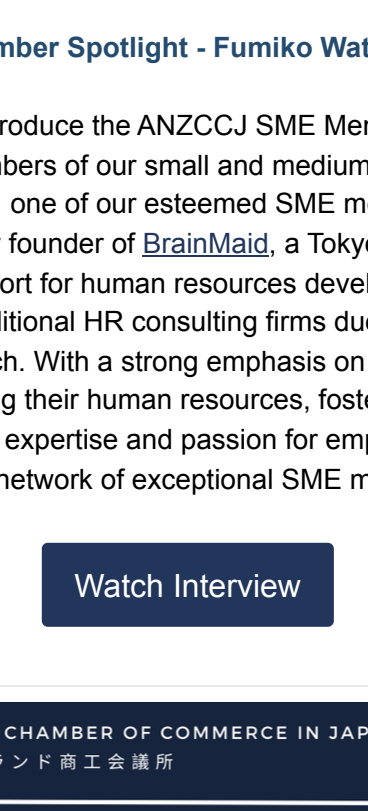 mber Spotlight - Fumiko Wat
roduce the ANZCCJ SME Mer
nbers of our small and medium
one of our esteemed SME m
founder of BrainMaid, a Toky
ort for human resources devel
ditional HR consulting firms du
ch. With a strong emphasis on
g their human resources, foste
expertise and passion for emp
network of exceptional SME m
Watch Interview
CHAMBER OF COMMERCE IN JAP
ランド商工会議所